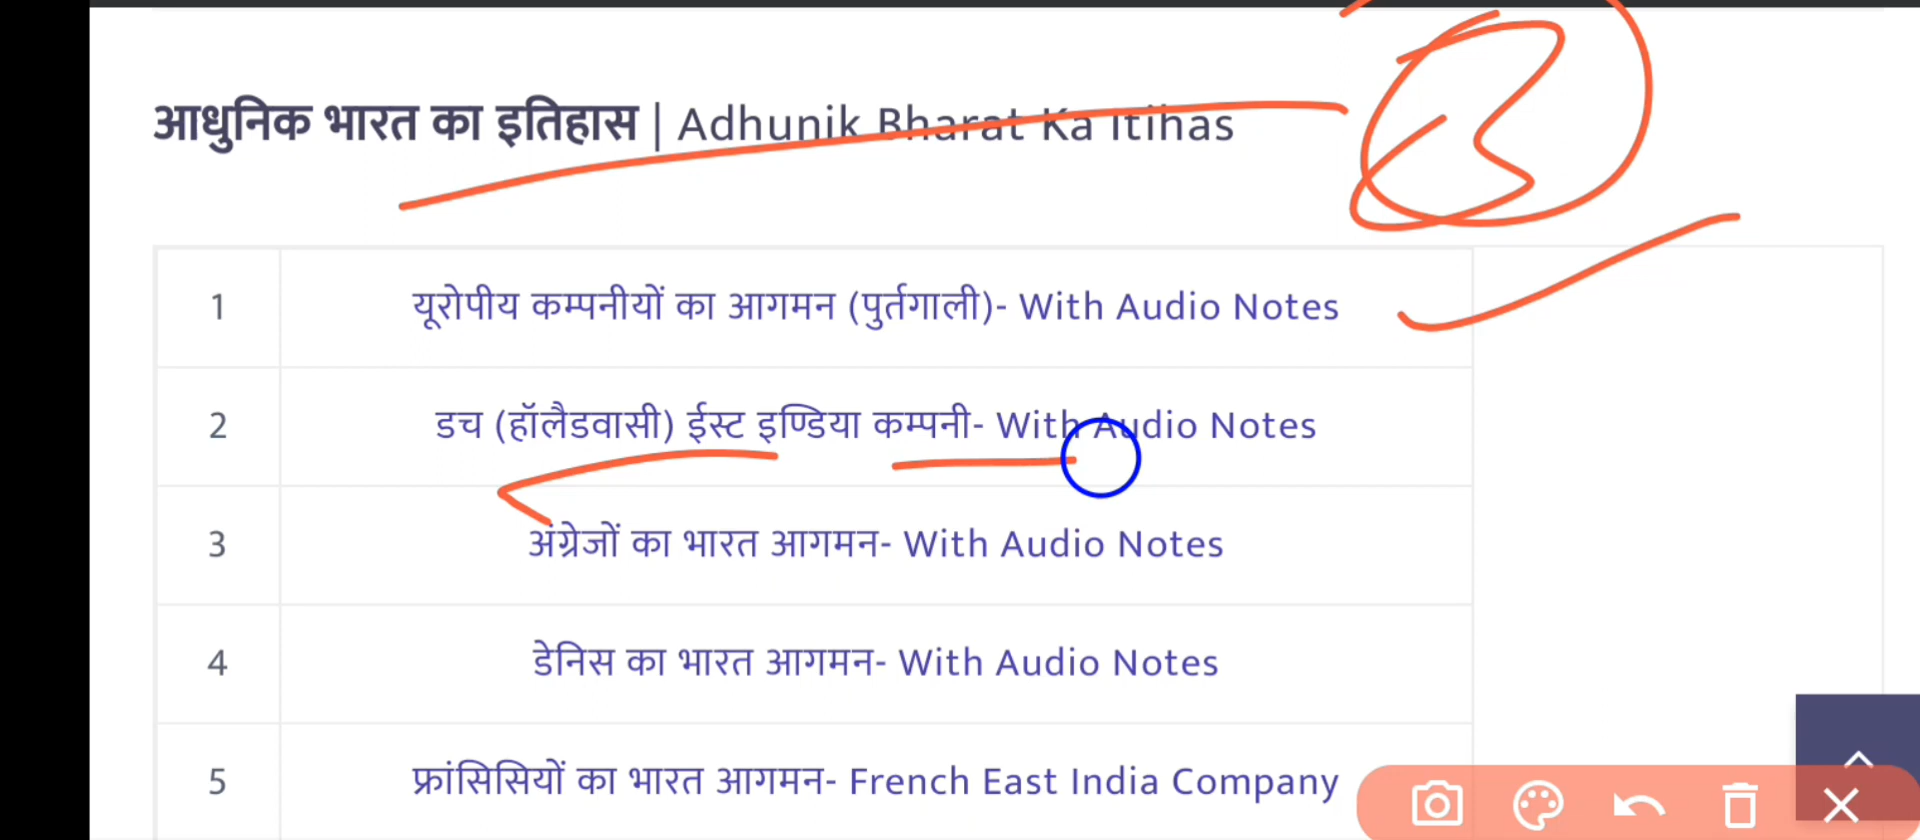 आधुनिक भारत का इतिहास | Adhunik Bharat Ka Itihas
3
1 यूरोपीय कम्पनीयों का आगमन (पुर्तगाली)- With Audio Notes
2 डच (हॉलैडवासी) ईस्ट इण्डिया कम्पनी- With Audio Notes
3 अंग्रेजों का भारत आगमन- With Audio Notes
4 डेनिस का भारत आगमन- With Audio Notes
5 फ्रांसिसियों का भारत आगमन- French East India Company